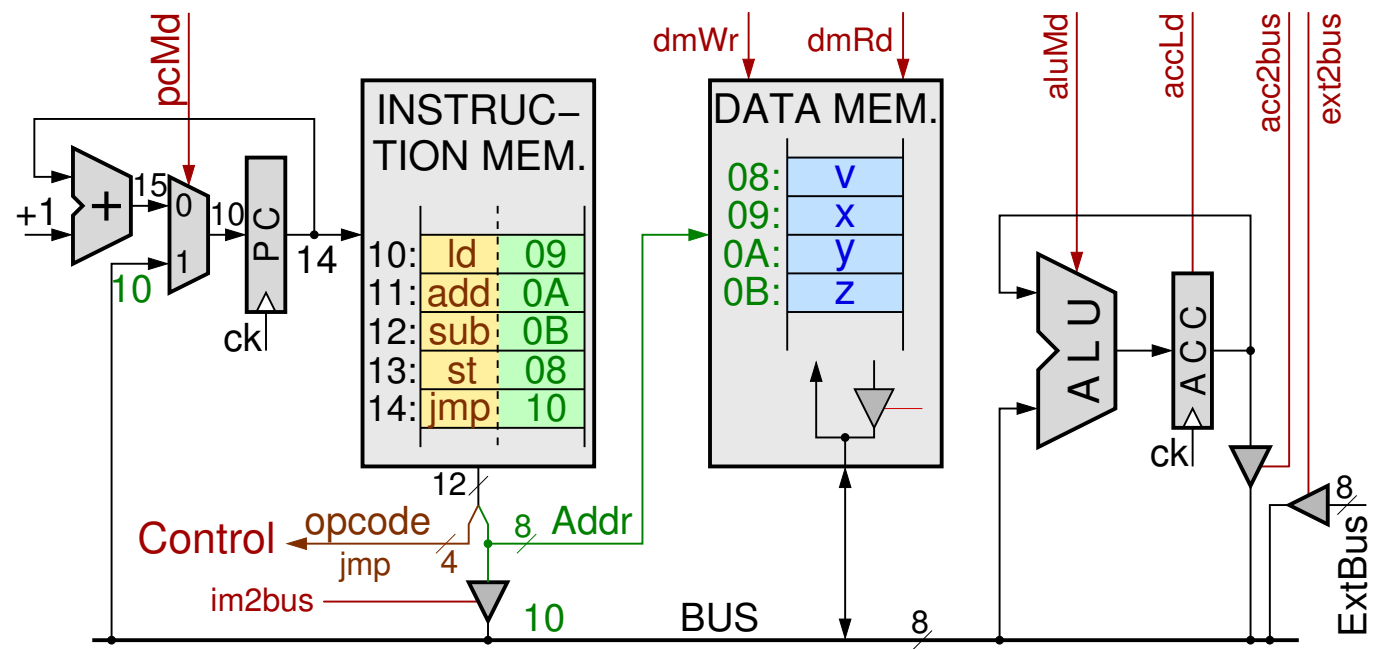 pcMd
dmWr
dmRd
aluMd
accLd
acc2bus
ext2bus
INSTRUC–
TION MEM.
DATA MEM.
+1
+
15
0
1
10
10
PC
14
ck
10: ld 09
11: add 0A
12: sub 0B
13: st 08
14: jmp 10
08: v
09: x
0A: y
0B: z
ALU
ACC
ck
12
Control
opcode
jmp
4
8
Addr
im2bus
10
BUS
8
8
ExtBus